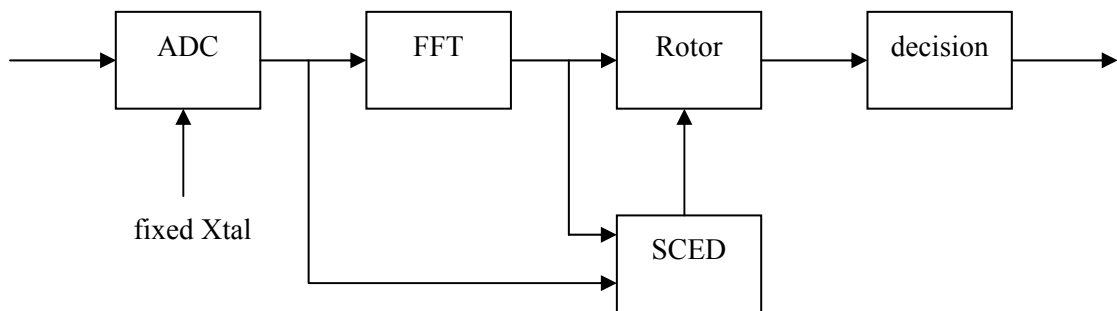 ADC
FFT
Rotor
decision
fixed Xtal
SCED